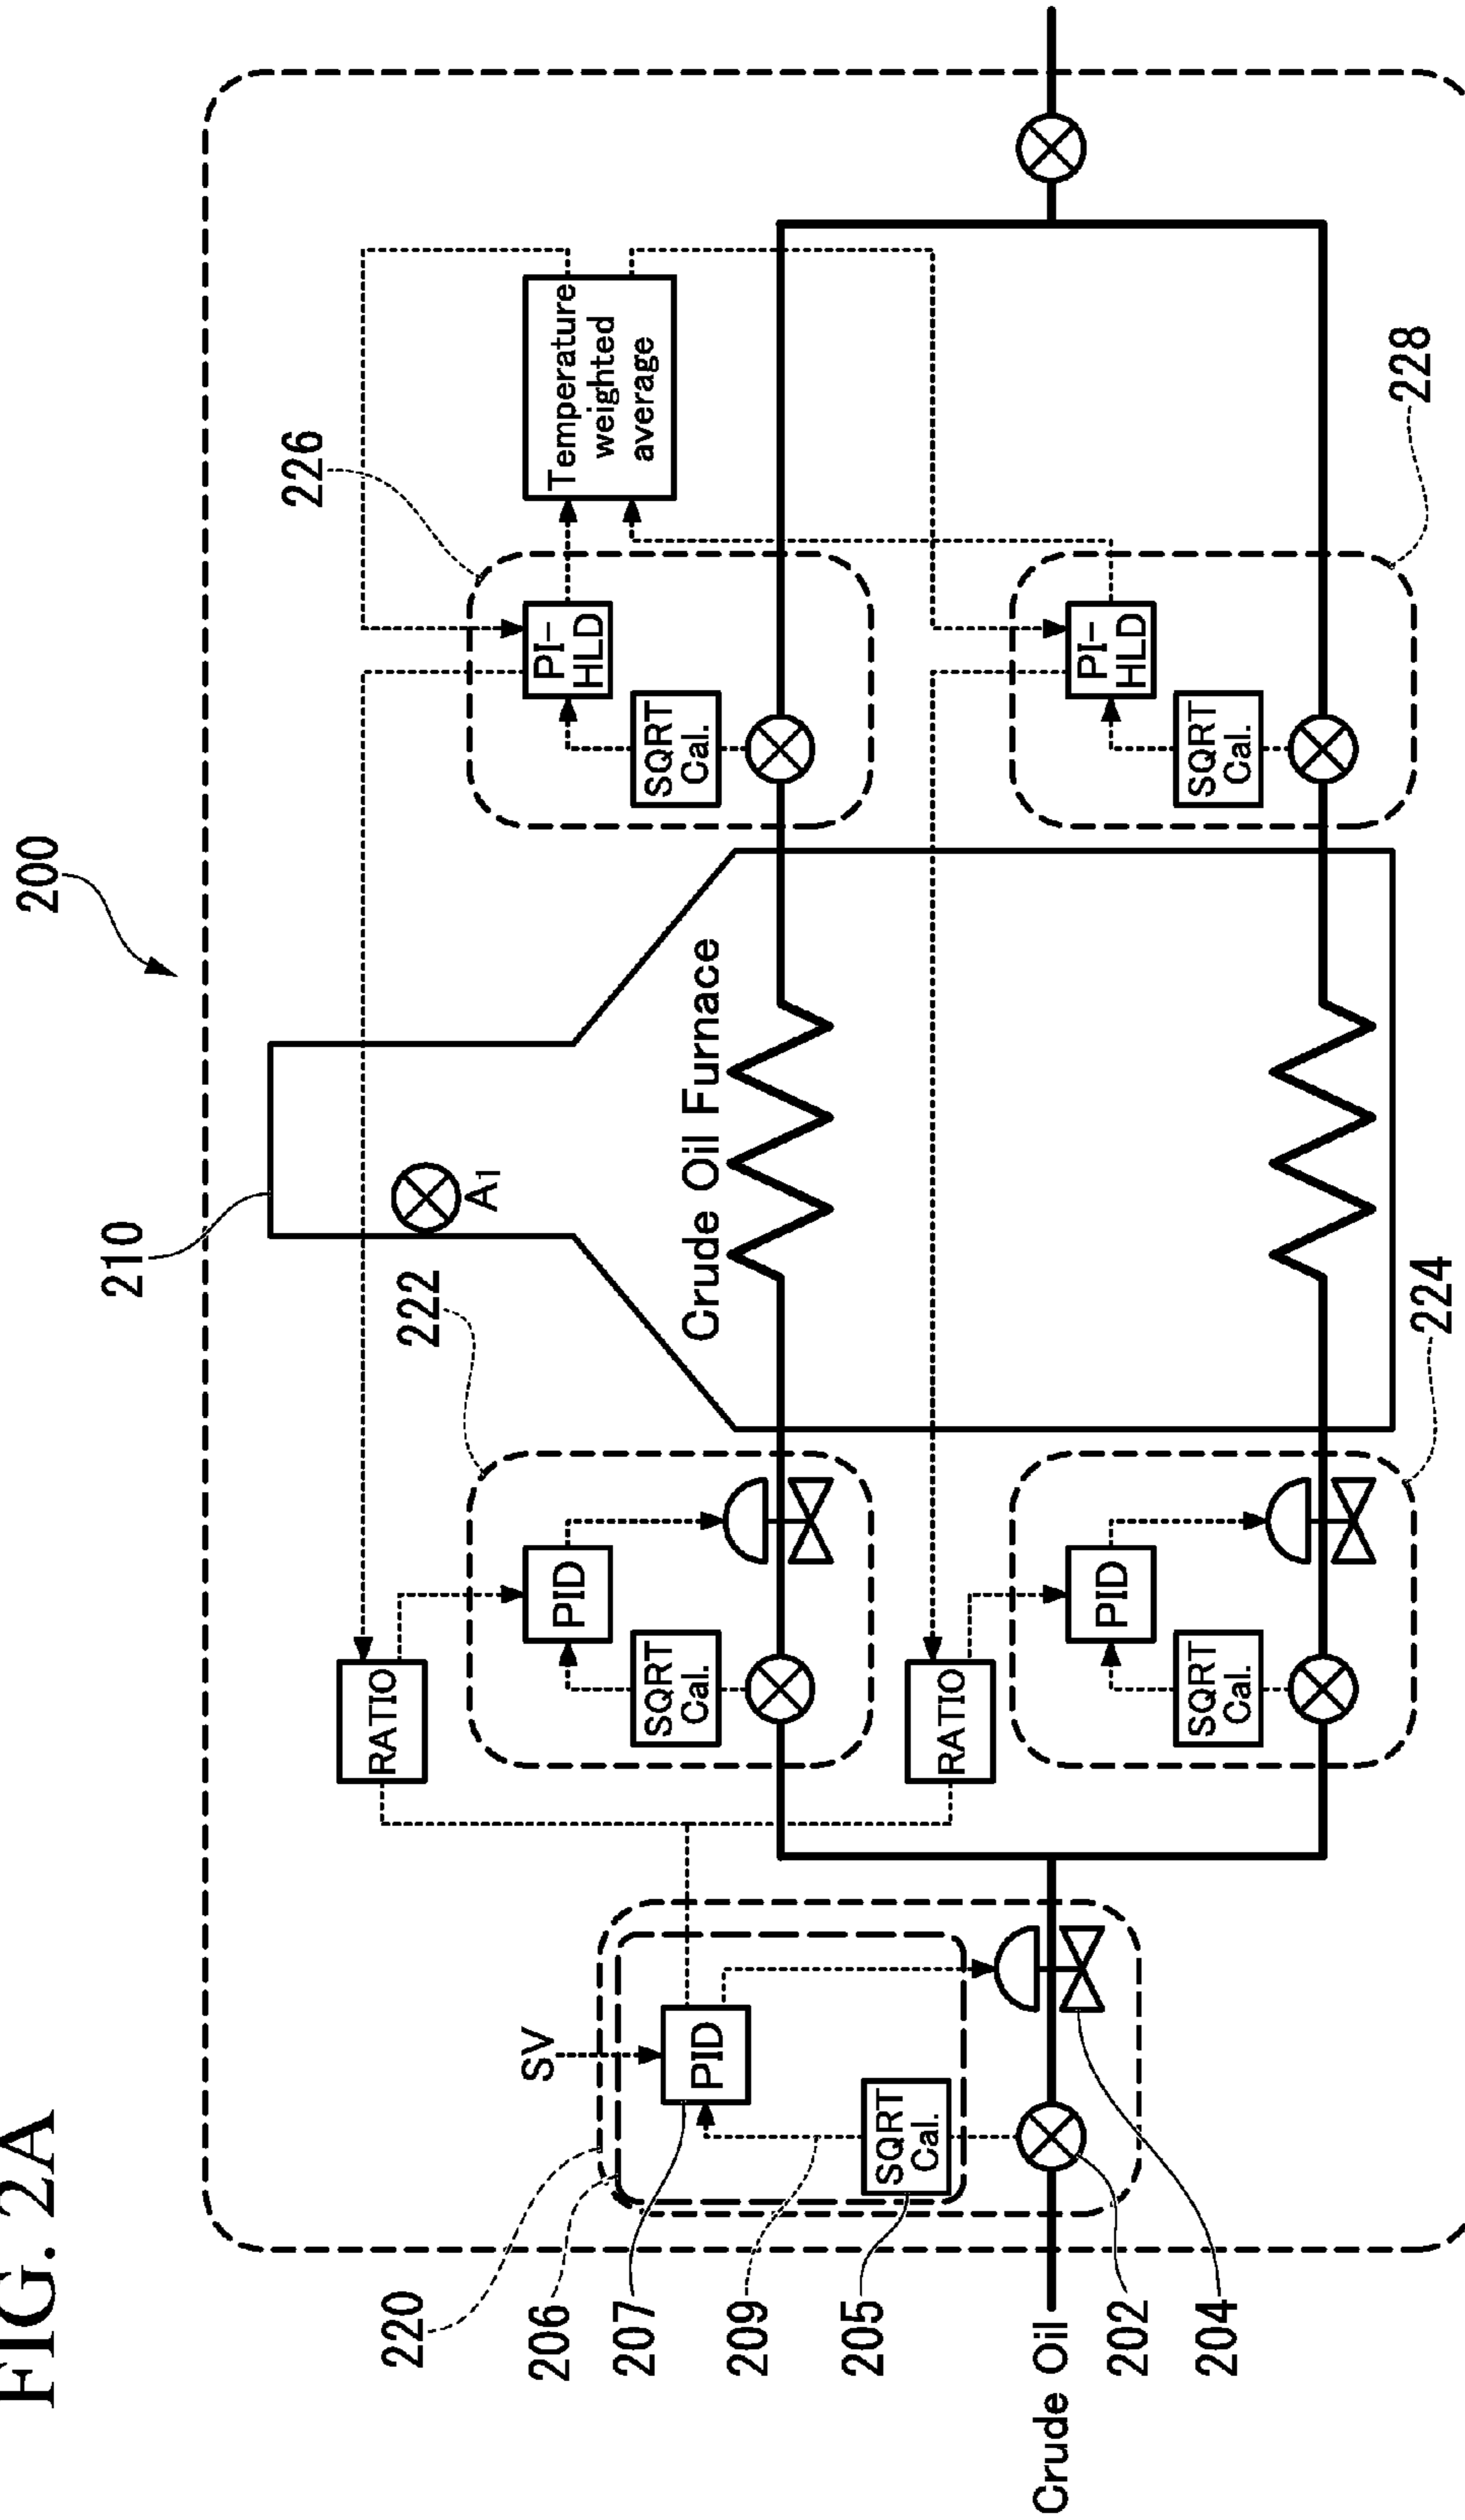 FIG. 2A
200
210
226
Temperature
weighted
average
PI-
HLD
SQRT
Cal.
222
A1
Crude Oil Furnace
RATIO
PID
SQRT
Cal.
228
PI-
HLD
SQRT
Cal.
224
RATIO
PID
SQRT
Cal.
SV
PID
SQRT
Cal.
220
206
207
209
205
Crude Oil
202
204